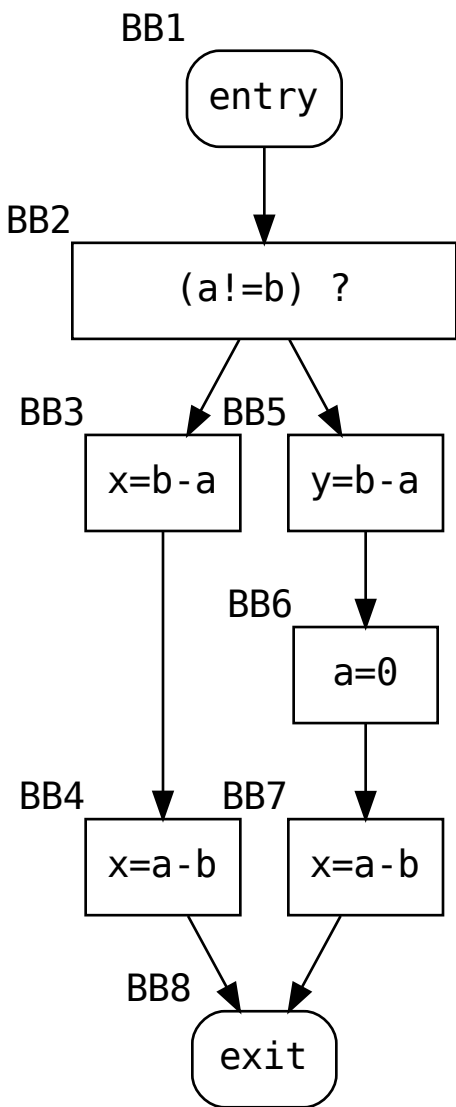 BB1
entry
BB2
(a!=b) ?
BB3
x=b-a
BB5
y=b-a
BB6
a=0
BB4
x=a-b
BB7
x=a-b
BB8
exit